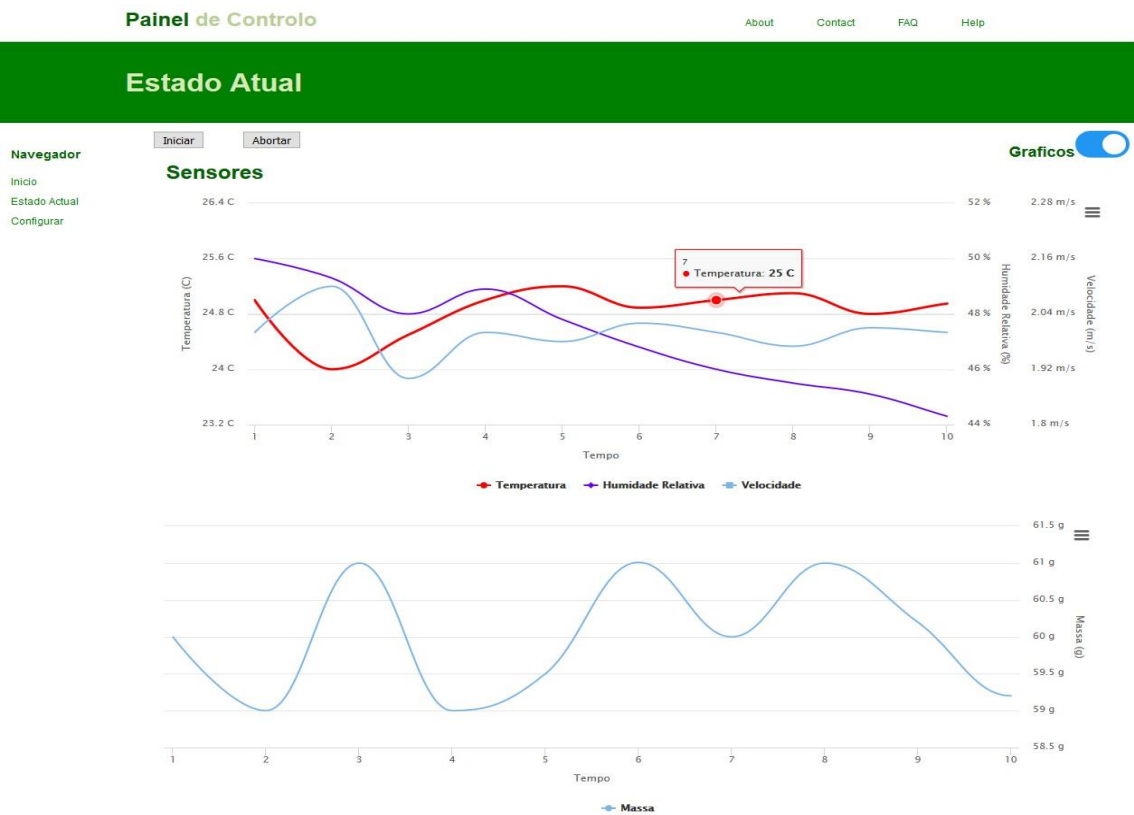 Painel de Controlo
About Contact FAQ Help
Estado Atual
Navegador
Inicio
Estado Actual
Configurar
Iniciar Abortar
Graficos
Sensores
26.4 C
25.6 C
24.8 C
24 C
23.2 C
Temperatura (C)
7
Temperatura: 25 C
52 %
50 %
48 %
46 %
44 %
Humidade Relativa (%)
2.28 m/s
2.16 m/s
2.04 m/s
1.92 m/s
1.8 m/s
Velocidade (m/s)
1 2 3 4 5 6 7 8 9 10
Tempo
Temperatura Humidade Relativa Velocidade
61.5 g
61 g
60.5 g
60 g
59.5 g
59 g
58.5 g
Massa (g)
1 2 3 4 5 6 7 8 9 10
Tempo
Massa